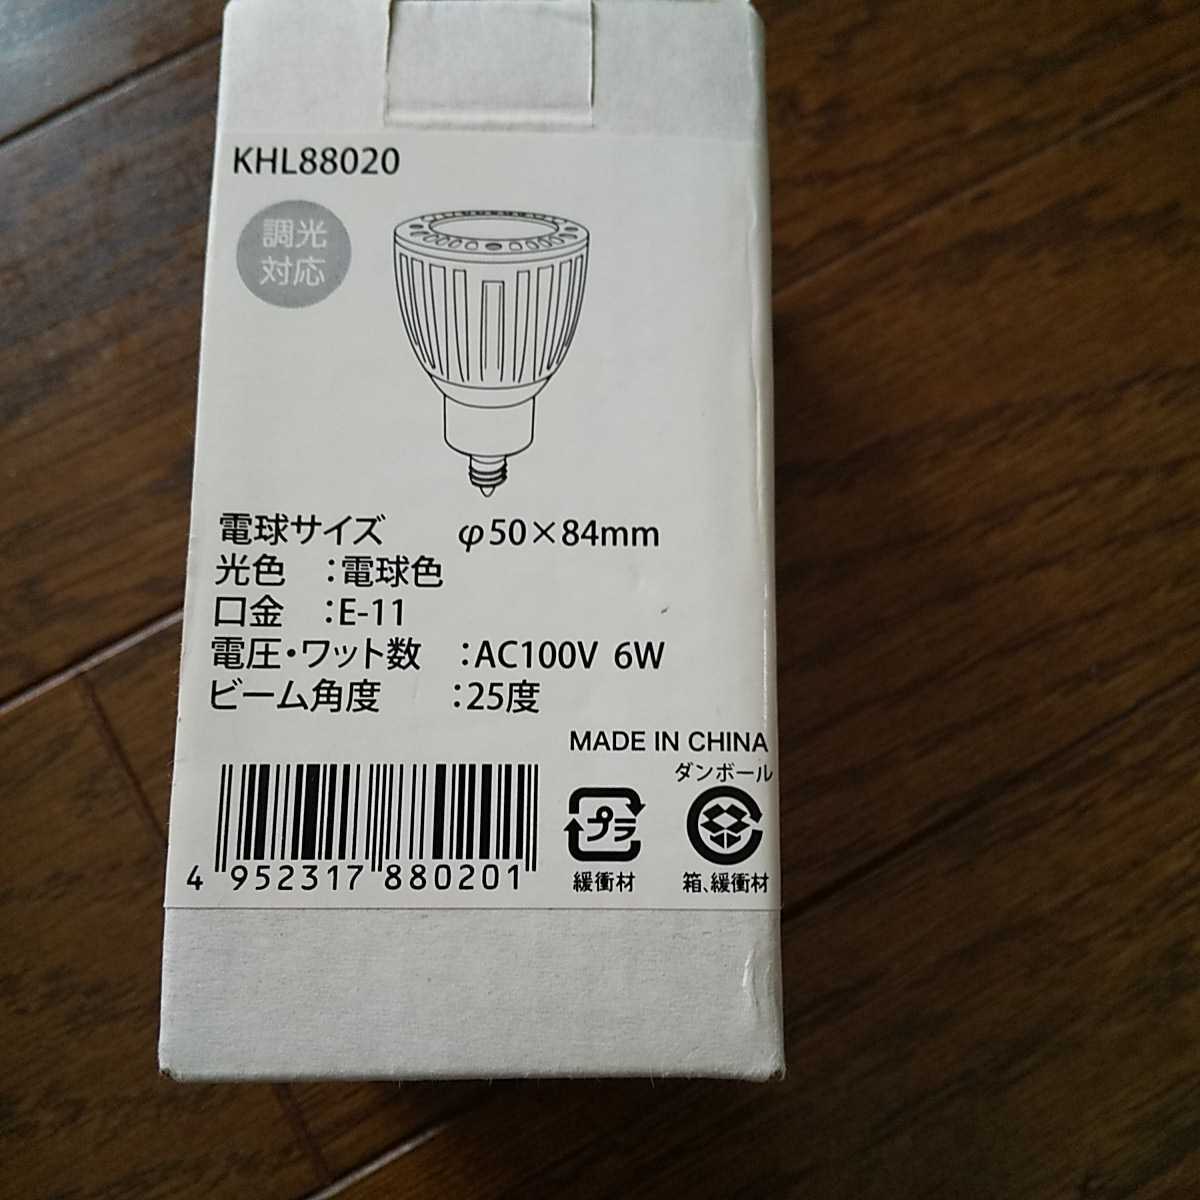 KHL88020
調光
対応
電球サイズ φ50×84mm
光色 :電球色
口金 :E-11
電圧・ワット数 :AC100V 6W
ビーム角度 :25度
MADE IN CHINA
ダンボール
プラ
4 952317 880201
緩衝材 箱、緩衝材